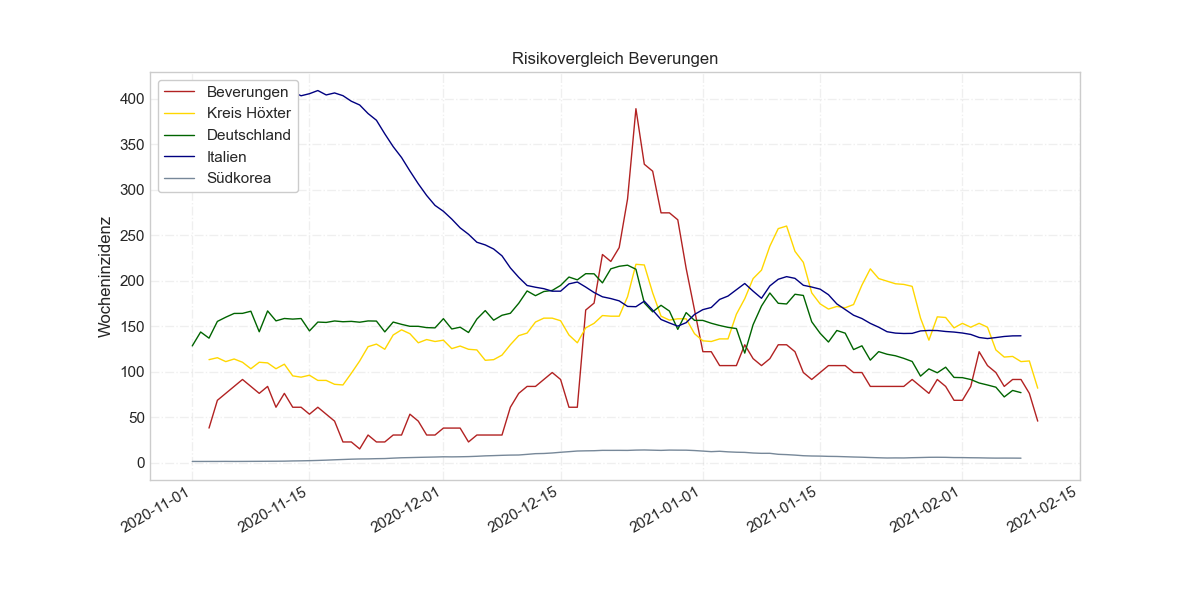 Risikovergleich Beverungen
Beverungen
Kreis Höxter
Deutschland
Italien
Südkorea
Wocheninzidenz
400
350
300
250
200
150
100
50
0
2020-11-01
2020-11-15
2020-12-01
2020-12-15
2021-01-01
2021-01-15
2021-02-01
2021-02-15